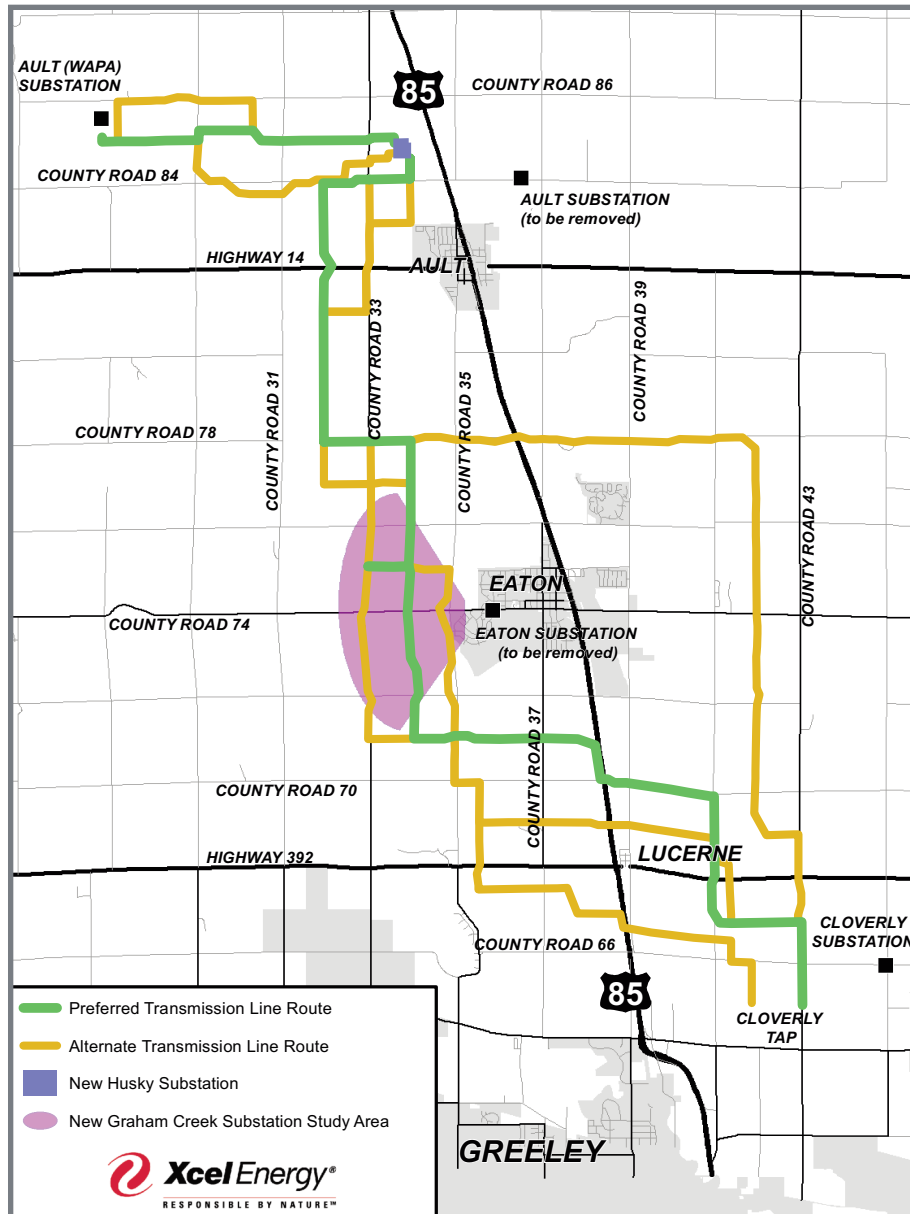 AULT (WAPA)
SUBSTATION
85
COUNTY ROAD 86
COUNTY ROAD 84
AULT SUBSTATION
(to be removed)
HIGHWAY 14
AULT
COUNTY ROAD 33
COUNTY ROAD 39
COUNTY ROAD 31
COUNTY ROAD 35
COUNTY ROAD 78
COUNTY ROAD 43
EATON
COUNTY ROAD 74
EATON SUBSTATION
(to be removed)
COUNTY ROAD 37
COUNTY ROAD 70
HIGHWAY 392
LUCERNE
CLOVERLY
SUBSTATION
COUNTY ROAD 66
85
CLOVERLY
TAP
Preferred Transmission Line Route
Alternate Transmission Line Route
New Husky Substation
New Graham Creek Substation Study Area
GREELEY
Xcel Energy®
RESPONSIBLE BY NATURE™